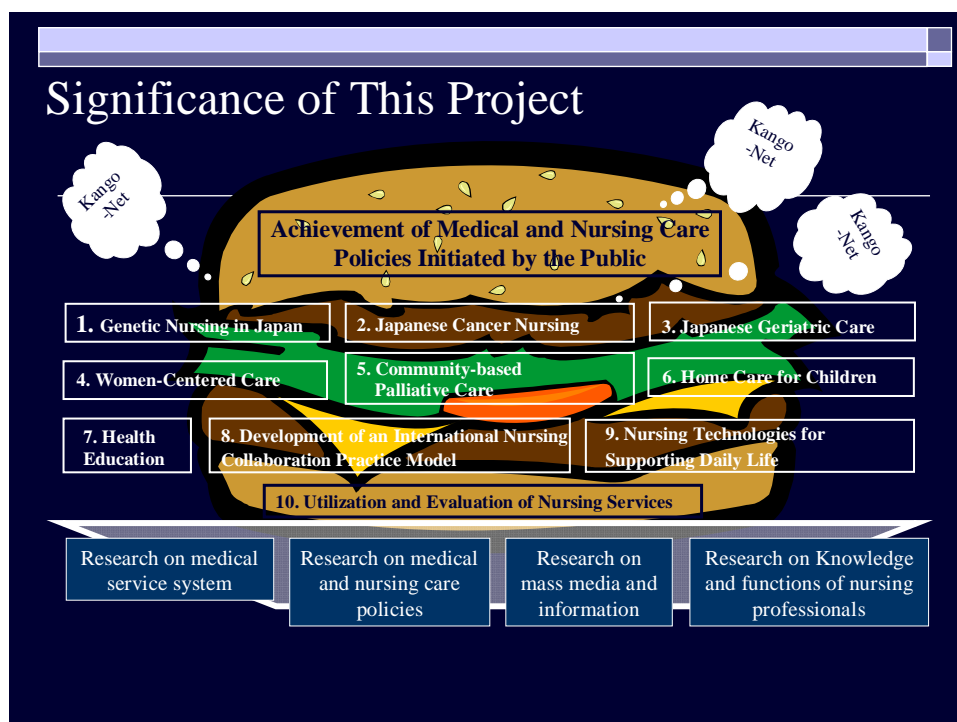 Significance of This Project
Kango
-Net
Kango
-Net
Kango
-Net
Achievement of Medical and Nursing Care
Policies Initiated by the Public
1. Genetic Nursing in Japan
2. Japanese Cancer Nursing
3. Japanese Geriatric Care
4. Women-Centered Care
5. Community-based
Palliative Care
6. Home Care for Children
7. Health
Education
8. Development of an International Nursing
Collaboration Practice Model
9. Nursing Technologies for
Supporting Daily Life
10. Utilization and Evaluation of Nursing Services
Research on medical
service system
Research on medical
and nursing care
policies
Research on
mass media and
information
Research on Knowledge
and functions of nursing
professionals